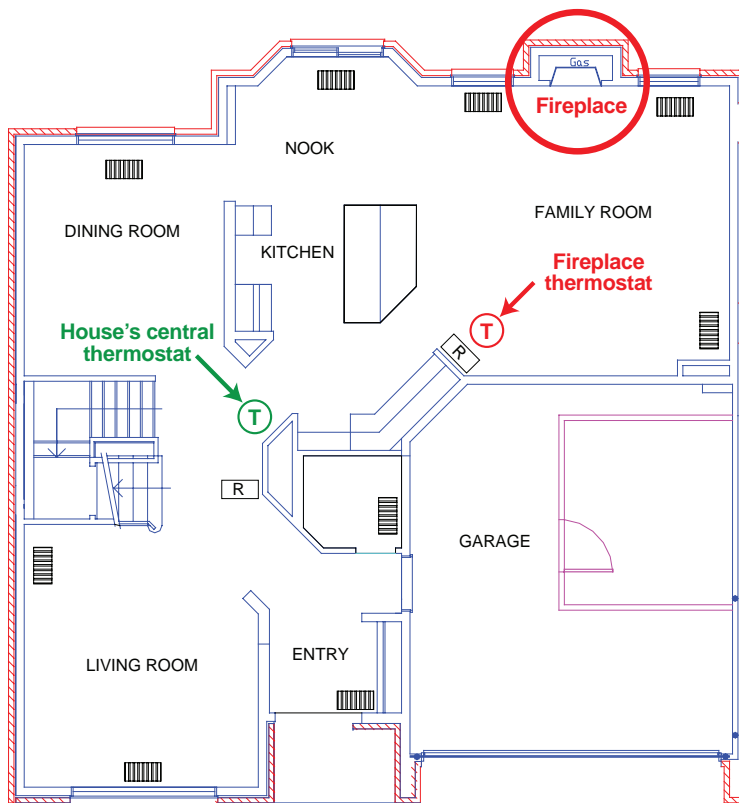 Gas
Fireplace
NOOK
FAMILY ROOM
DINING ROOM
KITCHEN
Fireplace
thermostat
House's central
thermostat
T
R
T
R
GARAGE
ENTRY
LIVING ROOM